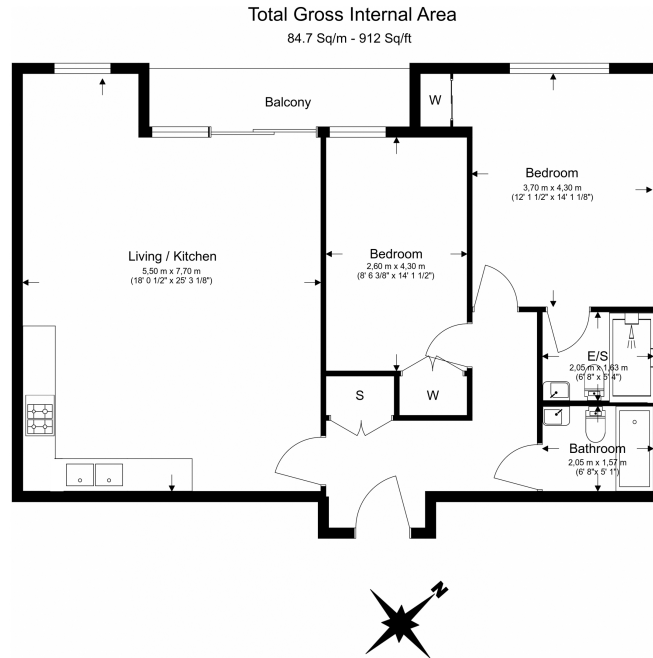 Total Gross Internal Area
84.7 Sq/m - 912 Sq/ft
Balcony
W
Bedroom
3,70 m x 4,30 m
(12' 1 1/2" x 14' 1 1/8")
Living / Kitchen
5,50 m x 7,70 m
(18' 0 1/2" x 25' 3 1/8")
Bedroom
2,60 m x 4,30 m
(8' 6 3/8" x 14' 1 1/2")
E/S
2,05 m x 1,63 m
(6' 8" x 5' 4")
S
W
Bathroom
2,05 m x 1,57 m
(6' 8"x 5' 1")
N